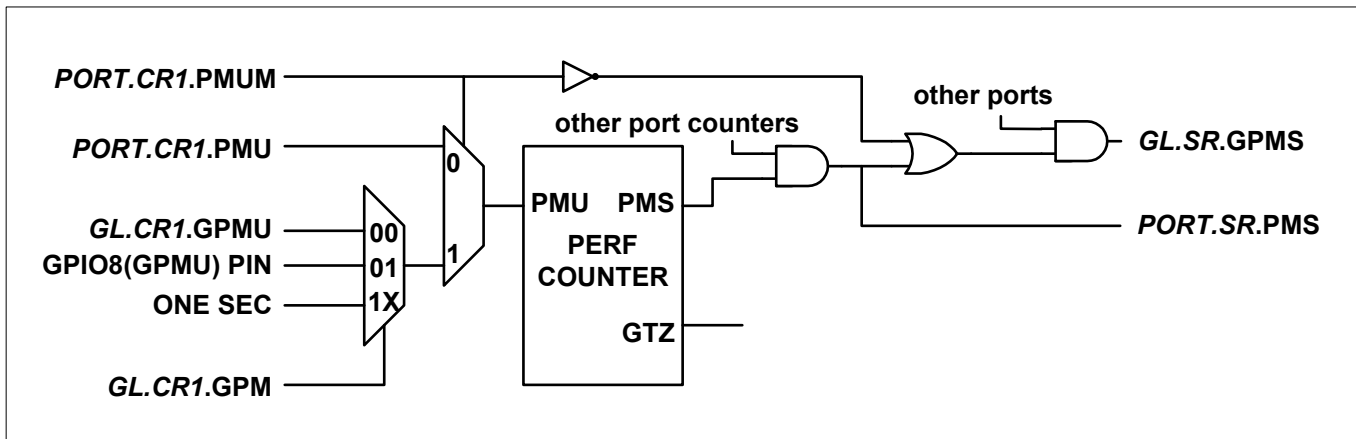 PORT.CR1.PMUM
other ports
other port counters
PORT.CR1.PMU
0
GL.SR.GPMS
PMU
PMS
GL.CR1.GPMU
00
PORT.SR.PMS
PERF
GPIO8(GPMU) PIN
01
1
COUNTER
ONE SEC
1X
GTZ
GL.CR1.GPM